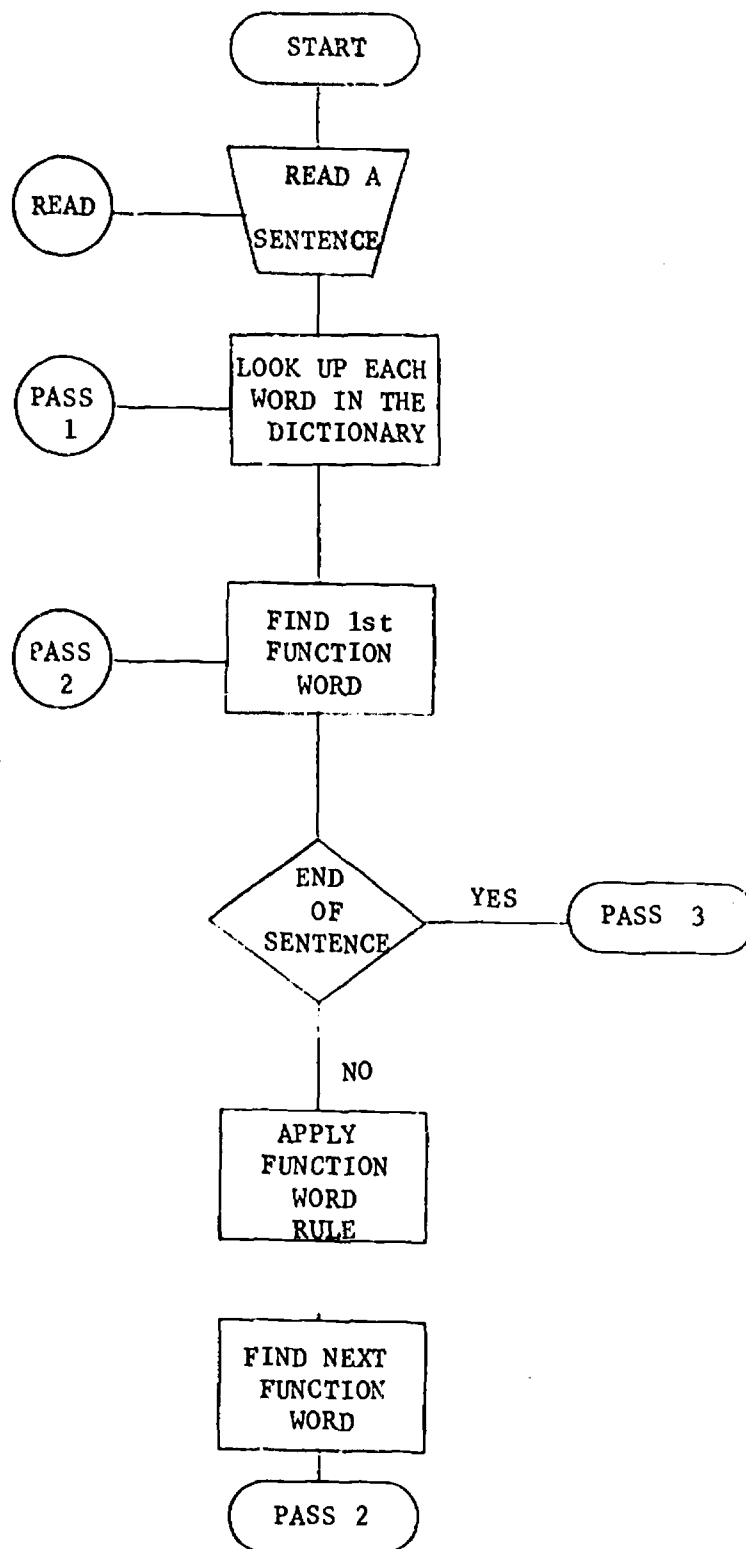 START
READ A
SENTENCE
READ
LOOK UP EACH
WORD IN THE
DICTIONARY
PASS
1
FIND 1st
FUNCTION
WORD
PASS
2
END
OF
SENTENCE
YES
PASS 3
NO
APPLY
FUNCTION
WORD
RULE
FIND NEXT
FUNCTION
WORD
PASS 2